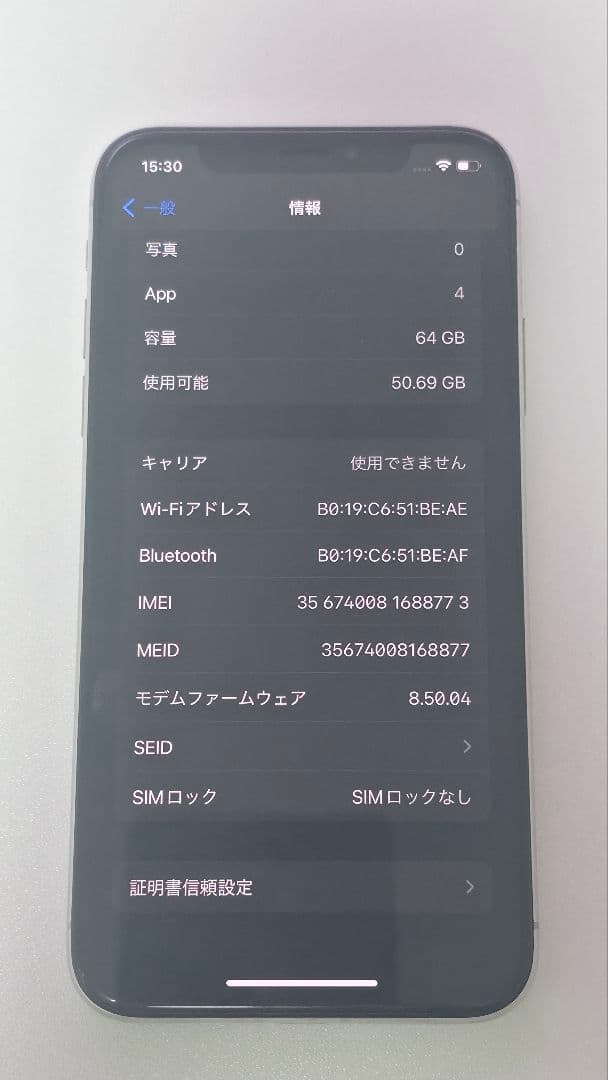 15:30
一般 情報
写真 0
App 4
容量 64 GB
使用可能 50.69 GB
キャリア 使用できません
Wi-Fiアドレス B0:19:C6:51:BE:AE
Bluetooth B0:19:C6:51:BE:AF
IMEI 35 674008 168877 3
MEID 35674008168877
モデムファームウェア 8.50.04
SEID
SIMロック SIMロックなし
証明書信頼設定